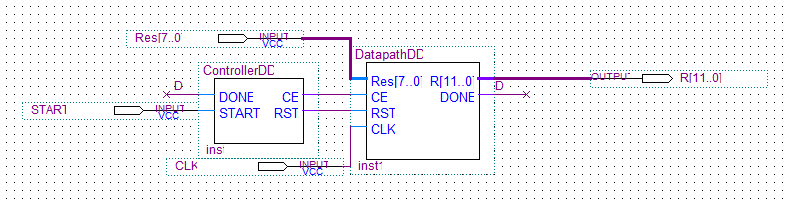 Res[7..0
INPUT
VCC
DatapathDD
ControllerDD
Res[7..0] R[11..0]
OUTPUT
R[11..0]
D
DONE CE
CE DONE
D
START
INPUT
VCC
START RST
RST
CLK
inst
CLK
INPUT
VCC
inst1